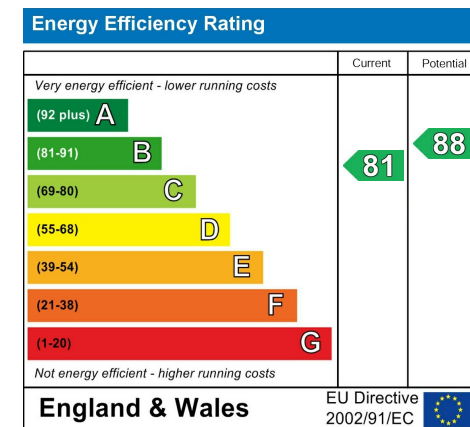 Energy Efficiency Rating
Current Potential
Very energy efficient - lower running costs
(92 plus) A
(81-91) B
(69-80) C
(55-68) D
(39-54) E
(21-38) F
(1-20) G
81
88
Not energy efficient - higher running costs
England & Wales
EU Directive
2002/91/EC